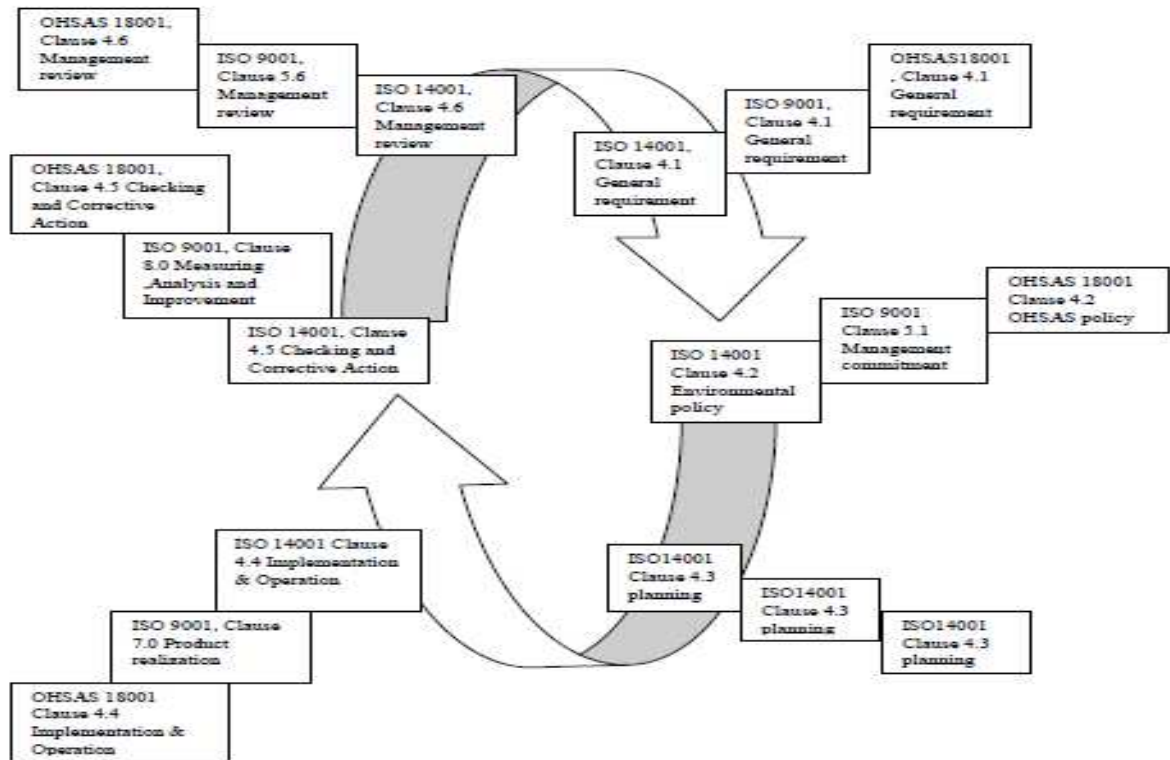 OHSAS 18001,
Clause 4.6
Management
review
ISO 9001,
Clause 5.6
Management
review
ISO 14001,
Clause 4.6
Management
review
ISO 14001,
Clause 4.1
General
requirement
ISO 9001,
Clause 4.1
General
requirement
OHSAS18001
, Clause 4.1
General
requirement
OHSAS 18001,
Clause 4.5 Checking
and Corrective
Action
ISO 9001, Clause
8.0 Measuring
,Analysis and
Improvement
ISO 14001, Clause
4.5 Checking and
Corrective Action
ISO 14001
Clause 4.2
Environmental
policy
ISO 9001
Clause 5.1
Management
commitment
OHSAS 18001
Clause 4.2
OHSAS policy
ISO 14001 Clause
4.4 Implementation
& Operation
ISO 9001, Clause
7.0 Product
realization
OHSAS 18001
Clause 4.4
Implementation &
Operation
ISO14001
Clause 4.3
planning
ISO14001
Clause 4.3
planning
ISO14001
Clause 4.3
planning